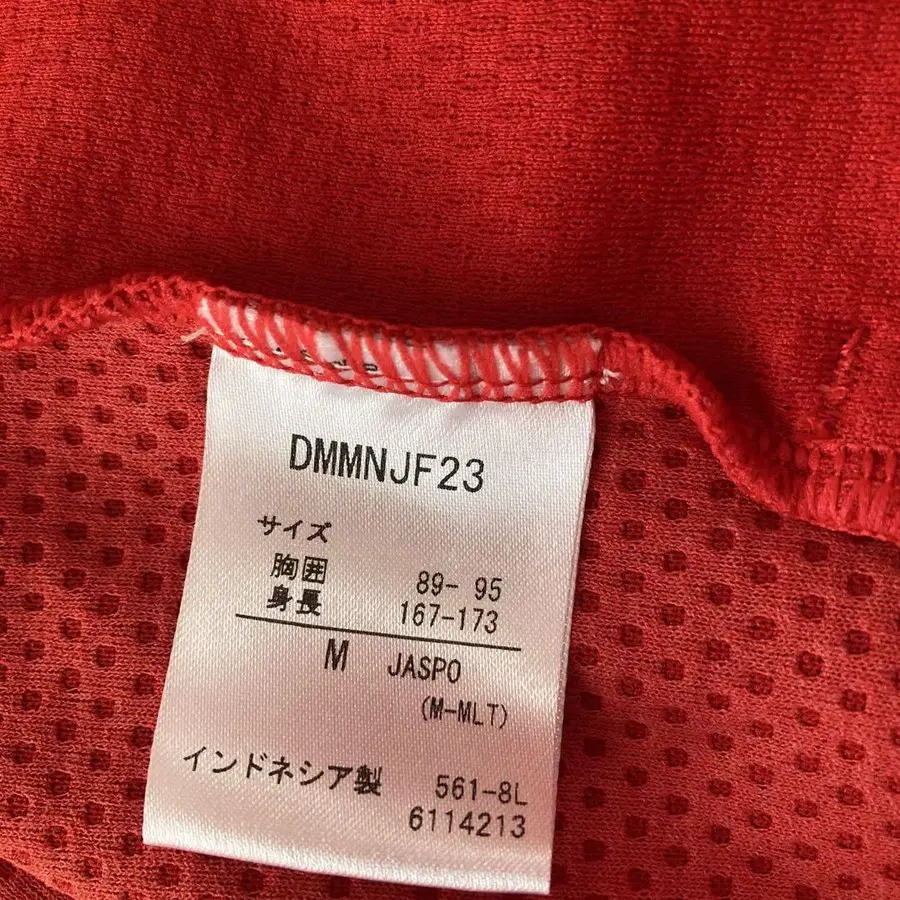 DMMNJF23
サイズ
胸囲 89- 95
身長 167-173
M JASPO
(M-MLT)
インドネシア製 561-8L
6114213